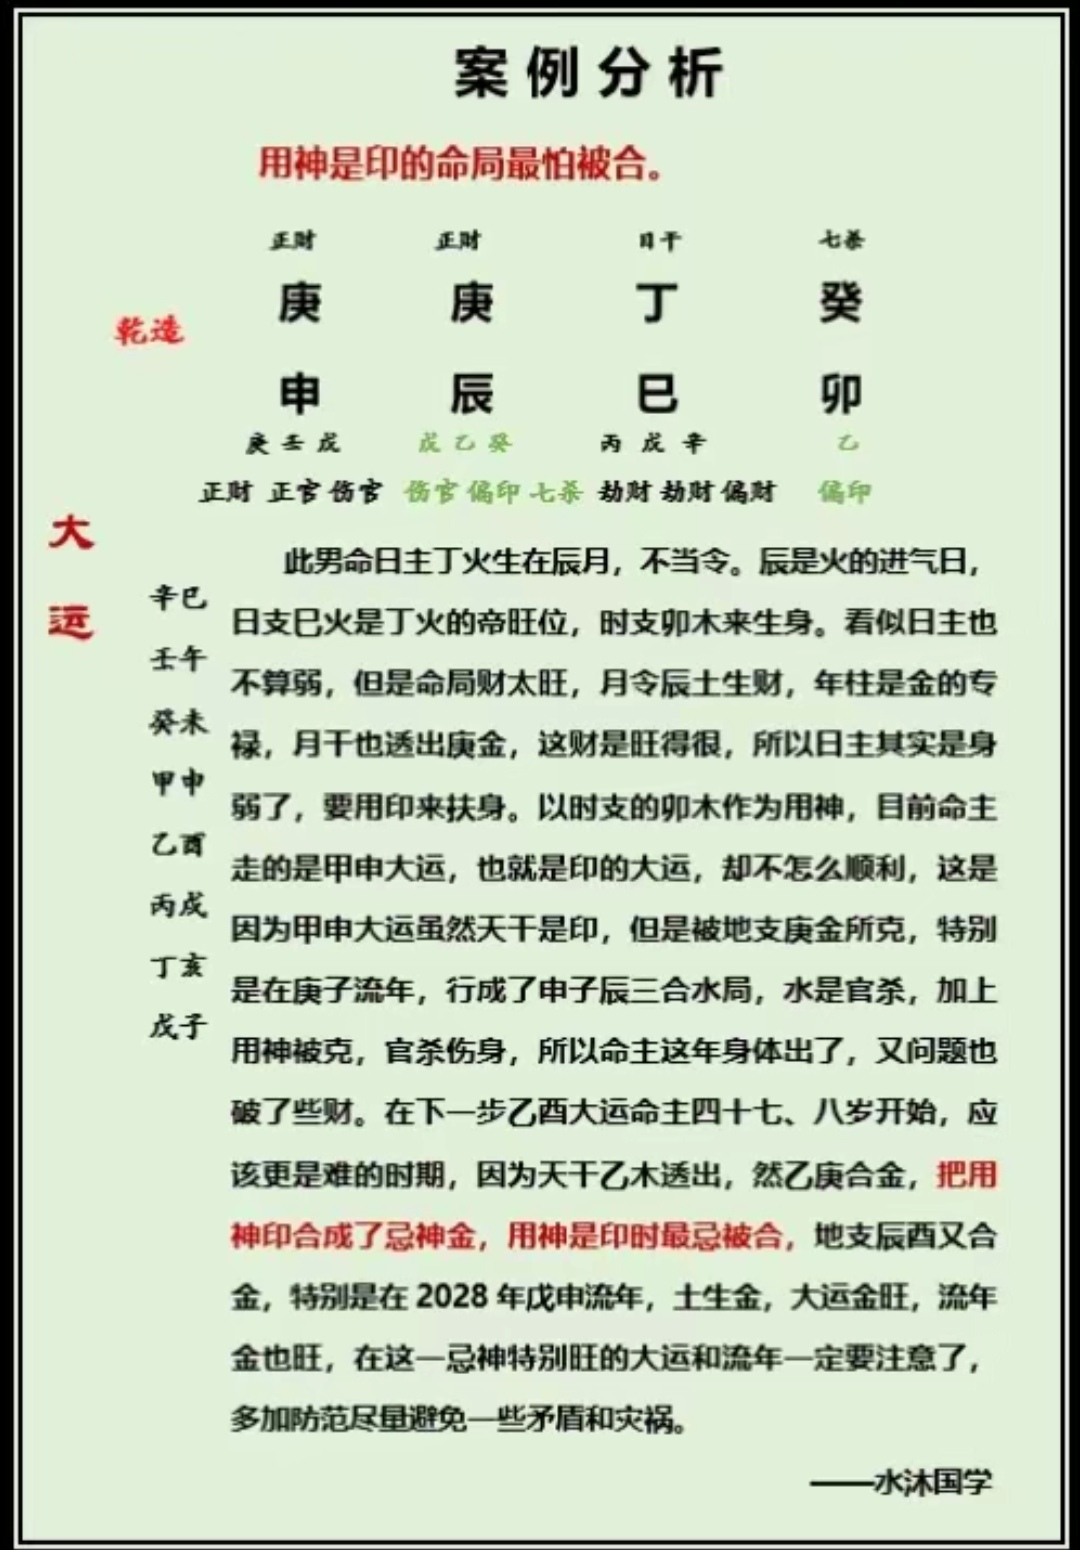 案例分析
用神是印的命局最怕被合。
正财 正财 日干 七杀
庚 庚 丁 癸
乾造
申 辰 巳 卯
庚 壬 戊 戊 乙 癸 丙 戊 辛 乙
正财 正官 伤官 伤官 偏印 七杀 劫财 劫财 偏财 偏印
大运
辛巳
壬午
癸未
甲申
乙酉
丙戌
丁亥
戊子
此男命日主丁火生在辰月，不当令。辰是火的进气日，
日支巳火是丁火的帝旺位，时支卯木来生身。看似日主也
不算弱，但是命局财太旺，月令辰土生财，年柱是金的专
禄，月干也透出庚金，这财是旺得很，所以日主其实是身
弱了，要用印来扶身。以时支的卯木作为用神，目前命主
走的是甲申大运，也就是印的大运，却不怎么顺利，这是
因为甲申大运虽然天干是印，但是被地支庚金所克，特别
是在庚子流年，行成了申子辰三合水局，水是官杀，加上
用神被克，官杀伤身，所以命主这年身体出了，又问题也
破了些财。在下一步乙酉大运命主四十七、八岁开始，应
该更是难的时期，因为天干乙木透出，然乙庚合金，把用
神印合成了忌神金，用神是印时最忌被合，地支辰酉又合
金，特别是在 2028 年戊申流年，土生金，大运金旺，流年
金也旺，在这一忌神特别旺的大运和流年一定要注意了，
多加防范尽量避免一些矛盾和灾祸。
——水沐国学